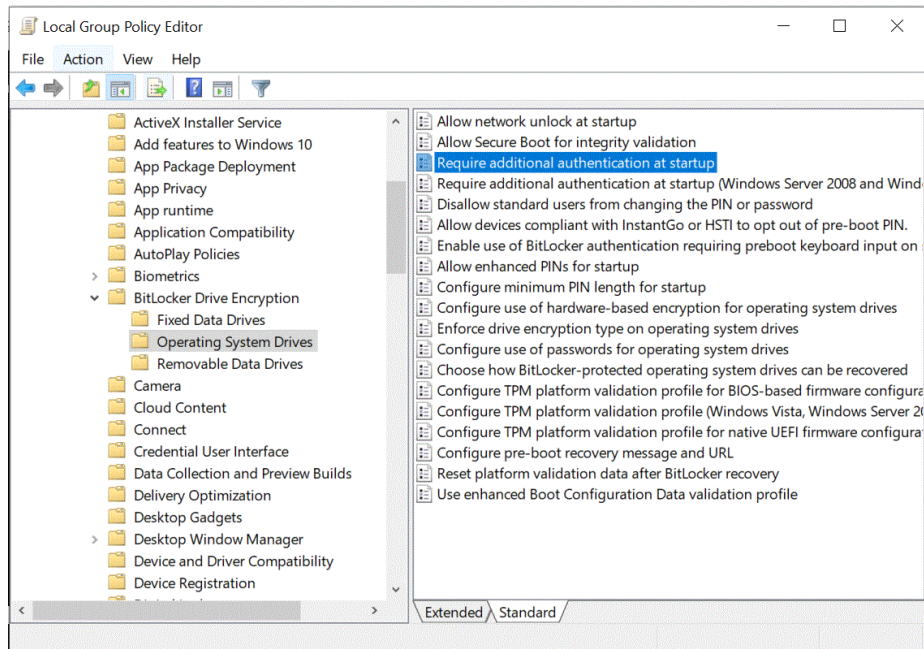 Local Group Policy Editor
File Action View Help
ActiveX Installer Service
Add features to Windows 10
App Package Deployment
App Privacy
App runtime
Application Compatibility
AutoPlay Policies
Biometrics
BitLocker Drive Encryption
Fixed Data Drives
Operating System Drives
Removable Data Drives
Camera
Cloud Content
Connect
Credential User Interface
Data Collection and Preview Builds
Delivery Optimization
Desktop Gadgets
Desktop Window Manager
Device and Driver Compatibility
Device Registration
Allow network unlock at startup
Allow Secure Boot for integrity validation
Require additional authentication at startup
Require additional authentication at startup (Windows Server 2008 and Wind
Disallow standard users from changing the PIN or password
Allow devices compliant with InstantGo or HSTI to opt out of pre-boot PIN.
Enable use of BitLocker authentication requiring preboot keyboard input on
Allow enhanced PINs for startup
Configure minimum PIN length for startup
Configure use of hardware-based encryption for operating system drives
Enforce drive encryption type on operating system drives
Configure use of passwords for operating system drives
Choose how BitLocker-protected operating system drives can be recovered
Configure TPM platform validation profile for BIOS-based firmware configura
Configure TPM platform validation profile (Windows Vista, Windows Server 20
Configure TPM platform validation profile for native UEFI firmware configura
Configure pre-boot recovery message and URL
Reset platform validation data after BitLocker recovery
Use enhanced Boot Configuration Data validation profile
Extended Standard